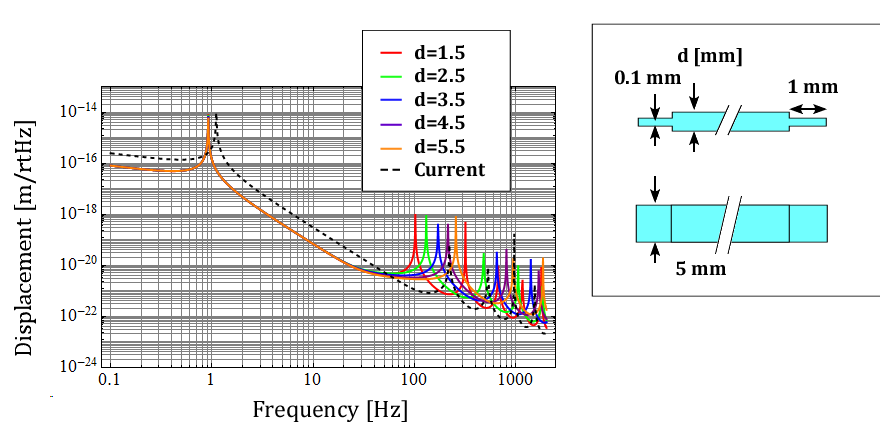 d=1.5
d=2.5
d=3.5
d=4.5
d=5.5
Current
Displacement [m/rtHz]
10−14
10−16
10−18
10−20
10−22
10−24
0.1 1 10 100 1000
Frequency [Hz]
d [mm]
0.1 mm
1 mm
5 mm